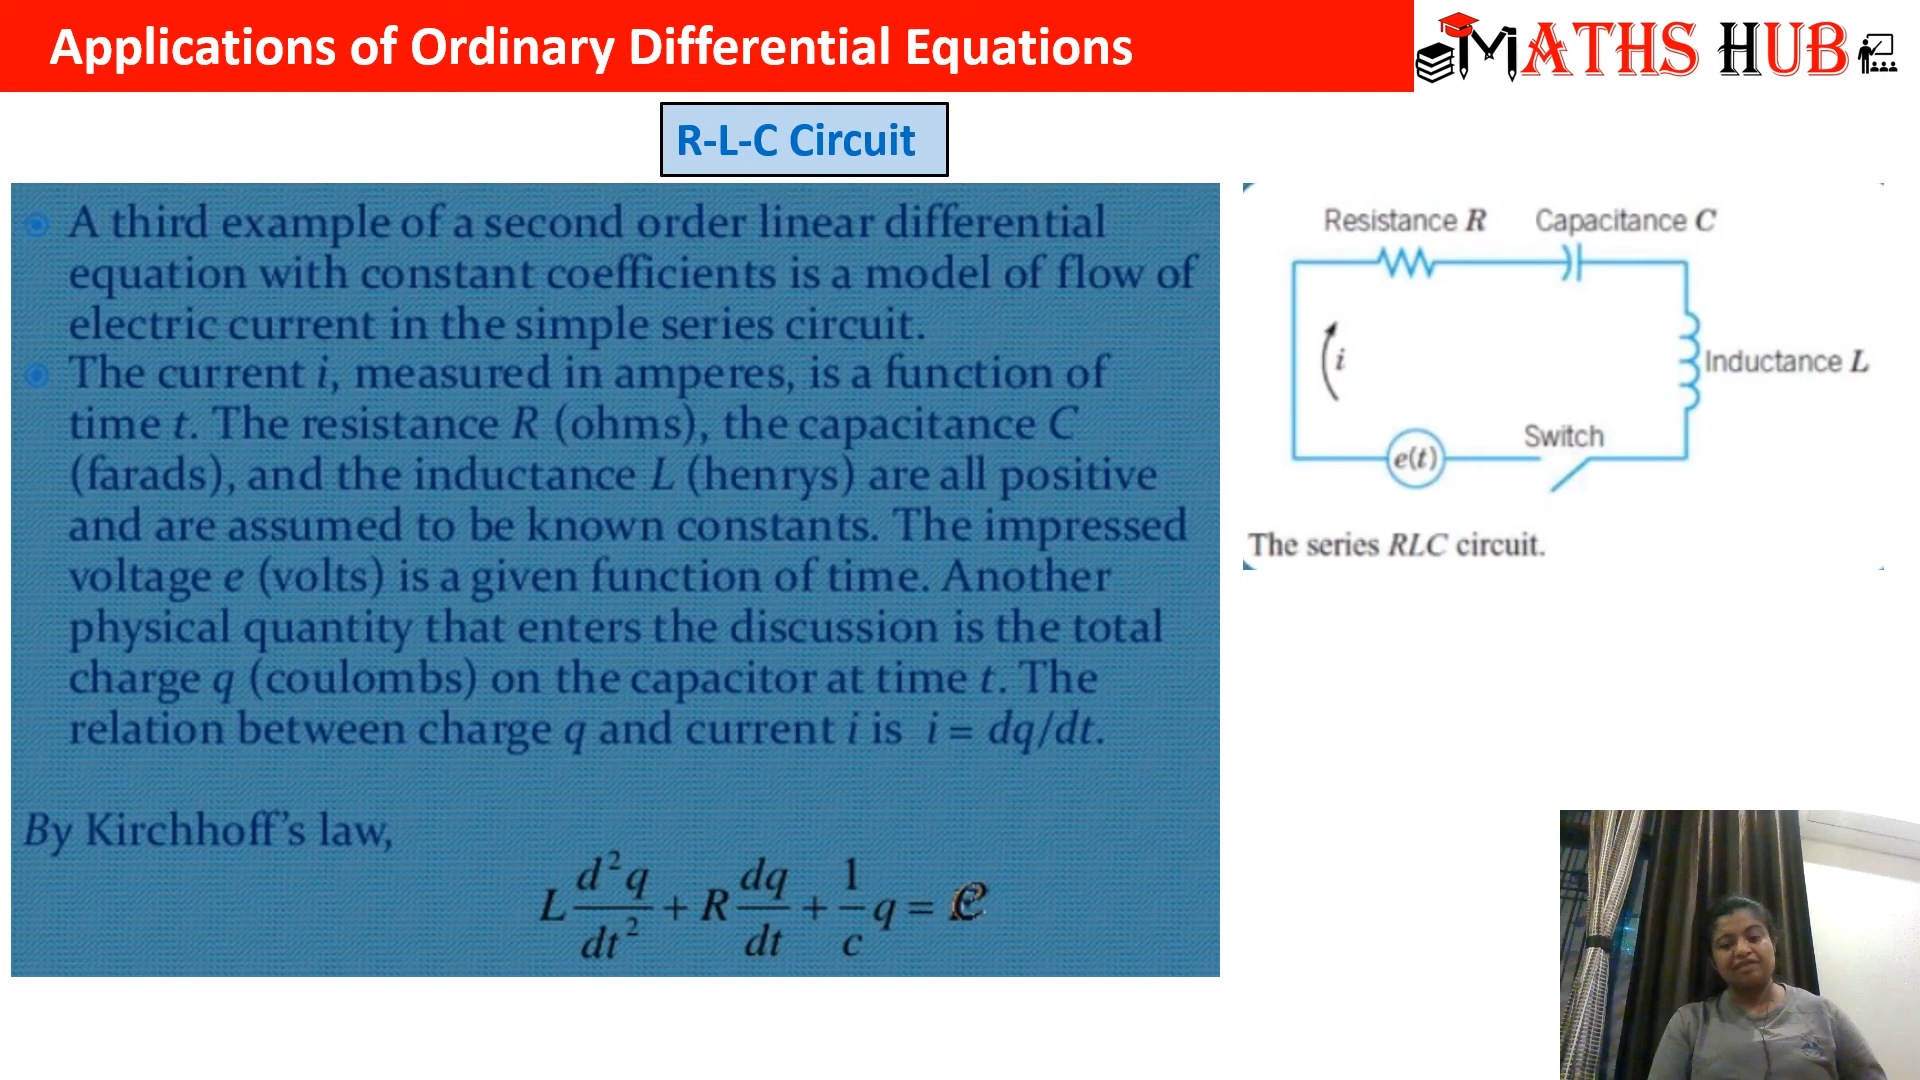 Applications of Ordinary Differential Equations
MATHS HUB
R-L-C Circuit
A third example of a second order linear differential
equation with constant coefficients is a model of flow of
electric current in the simple series circuit.
The current i, measured in amperes, is a function of
time t. The resistance R (ohms), the capacitance C
(farads), and the inductance L (henrys) are all positive
and are assumed to be known constants. The impressed
voltage e (volts) is a given function of time. Another
physical quantity that enters the discussion is the total
charge q (coulombs) on the capacitor at time t. The
relation between charge q and current i is i = dq/dt.
By Kirchhoff's law,
L d²q/dt² + R dq/dt + 1/c q = e
Resistance R Capacitance C
i
Inductance L
Switch
e(t)
The series RLC circuit.